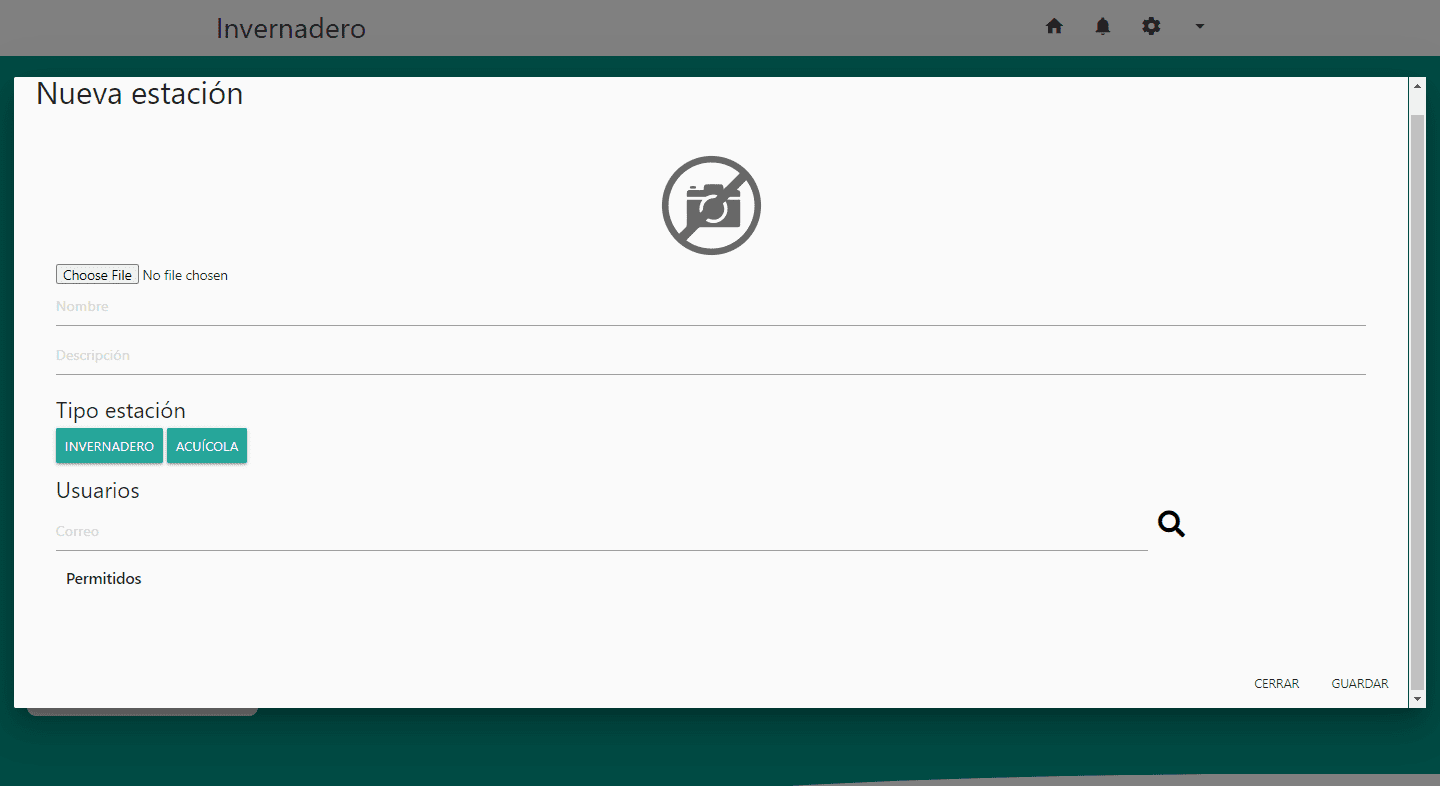 Invernadero
Nueva estación
Choose File No file chosen
Nombre
Descripción
Tipo estación
INVERNADERO ACUÍCOLA
Usuarios
Correo
Permitidos
CERRAR GUARDAR